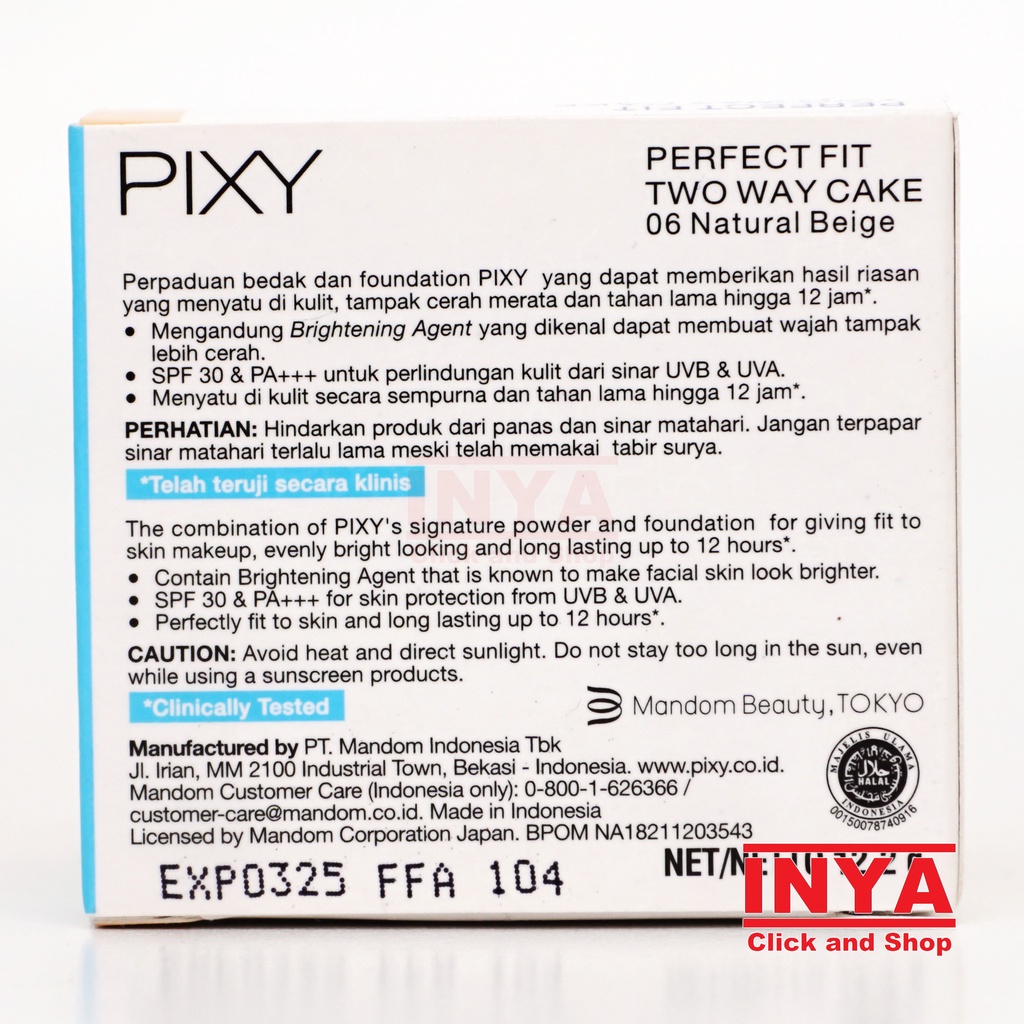 PIXY
PERFECT FIT
TWO WAY CAKE
06 Natural Beige
Perpaduan bedak dan foundation PIXY yang dapat memberikan hasil riasan
yang menyatu di kulit, tampak cerah merata dan tahan lama hingga 12 jam*.
• Mengandung Brightening Agent yang dikenal dapat membuat wajah tampak
lebih cerah.
• SPF 30 & PA+++ untuk perlindungan kulit dari sinar UVB & UVA.
• Menyatu di kulit secara sempurna dan tahan lama hingga 12 jam*.
PERHATIAN: Hindarkan produk dari panas dan sinar matahari. Jangan terpapar
sinar matahari terlalu lama meski telah memakai tabir surya.
*Telah teruji secara klinis
INYA
Click and Shop
The combination of PIXY's signature powder and foundation for giving fit to
skin makeup, evenly bright looking and long lasting up to 12 hours*.
• Contain Brightening Agent that is known to make facial skin look brighter.
• SPF 30 & PA+++ for skin protection from UVB & UVA.
• Perfectly fit to skin and long lasting up to 12 hours*.
CAUTION: Avoid heat and direct sunlight. Do not stay too long in the sun, even
while using a sunscreen products.
*Clinically Tested
Mandom Beauty, TOKYO
Manufactured by PT. Mandom Indonesia Tbk
Jl. Irian, MM 2100 Industrial Town, Bekasi - Indonesia. www.pixy.co.id.
Mandom Customer Care (Indonesia only): 0-800-1-626366 /
customer-care@mandom.co.id. Made in Indonesia
Licensed by Mandom Corporation Japan. BPOM NA18211203543
MAJELIS ULAMA
حلال
HALAL
INDONESIA
00150078740916
EXP0325 FFA 104
INYA
Click and Shop